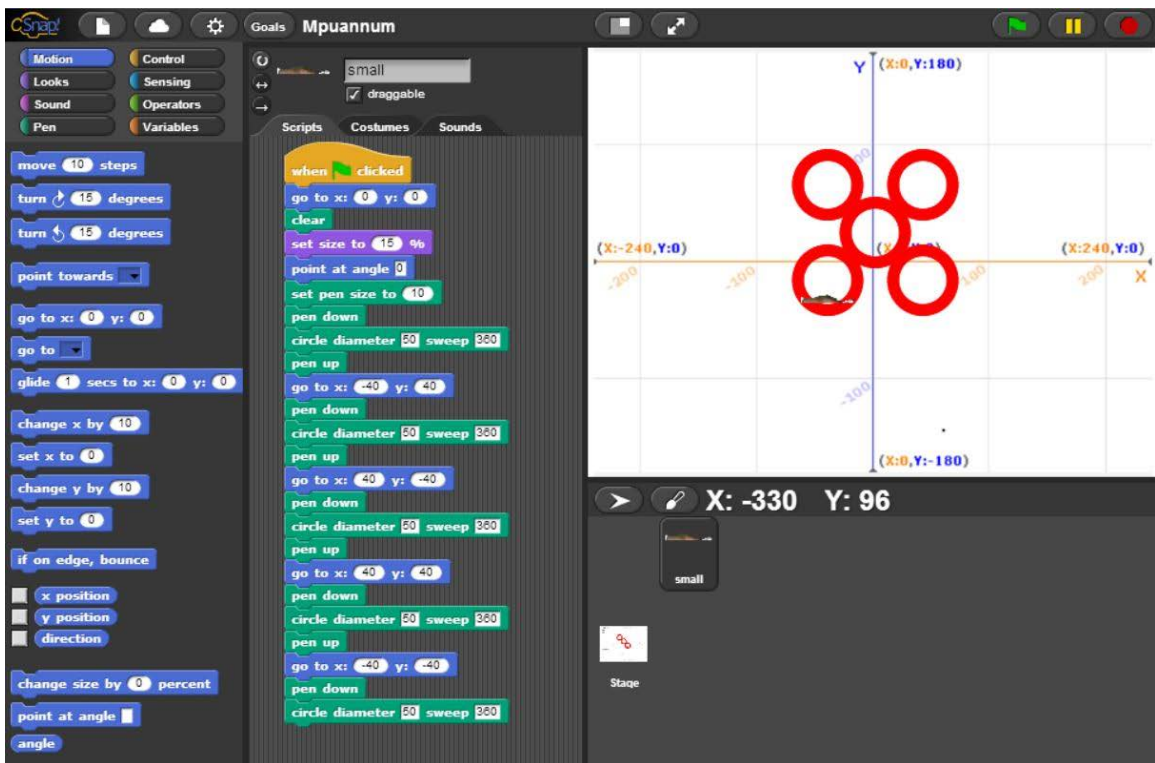 CSnap!
Goals Mpuannum
Motion Control
Looks Sensing
Sound Operators
Pen Variables
move 10 steps
turn 15 degrees
turn 15 degrees
point towards
go to x: 0 y: 0
go to
glide 1 secs to x: 0 y: 0
change x by 10
set x to 0
change y by 10
set y to 0
if on edge, bounce
x position
y position
direction
change size by 0 percent
point at angle
angle
small
draggable
Scripts Costumes Sounds
when clicked
go to x: 0 y: 0
clear
set size to 15 %
point at angle 0
set pen size to 10
pen down
circle diameter 50 sweep 360
pen up
go to x: -40 y: 40
pen down
circle diameter 50 sweep 360
pen up
go to x: 40 y: -40
pen down
circle diameter 50 sweep 360
pen up
go to x: 40 y: 40
pen down
circle diameter 50 sweep 360
pen up
go to x: -40 y: -40
pen down
circle diameter 50 sweep 360
Y (X:0,Y:180)
(X:-240,Y:0) (X:240,Y:0)
-200 -100 100 200 X
-100
(X:0,Y:-180)
X: -330 Y: 96
small
Stage